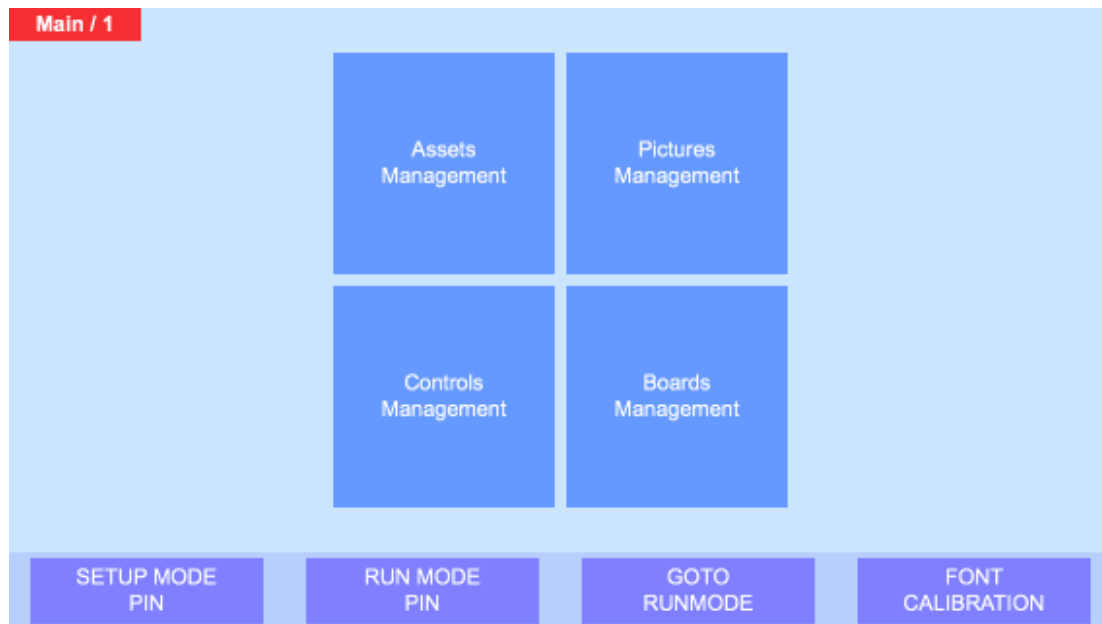 Main / 1
Assets
Management
Pictures
Management
Controls
Management
Boards
Management
SETUP MODE
PIN
RUN MODE
PIN
GOTO
RUNMODE
FONT
CALIBRATION